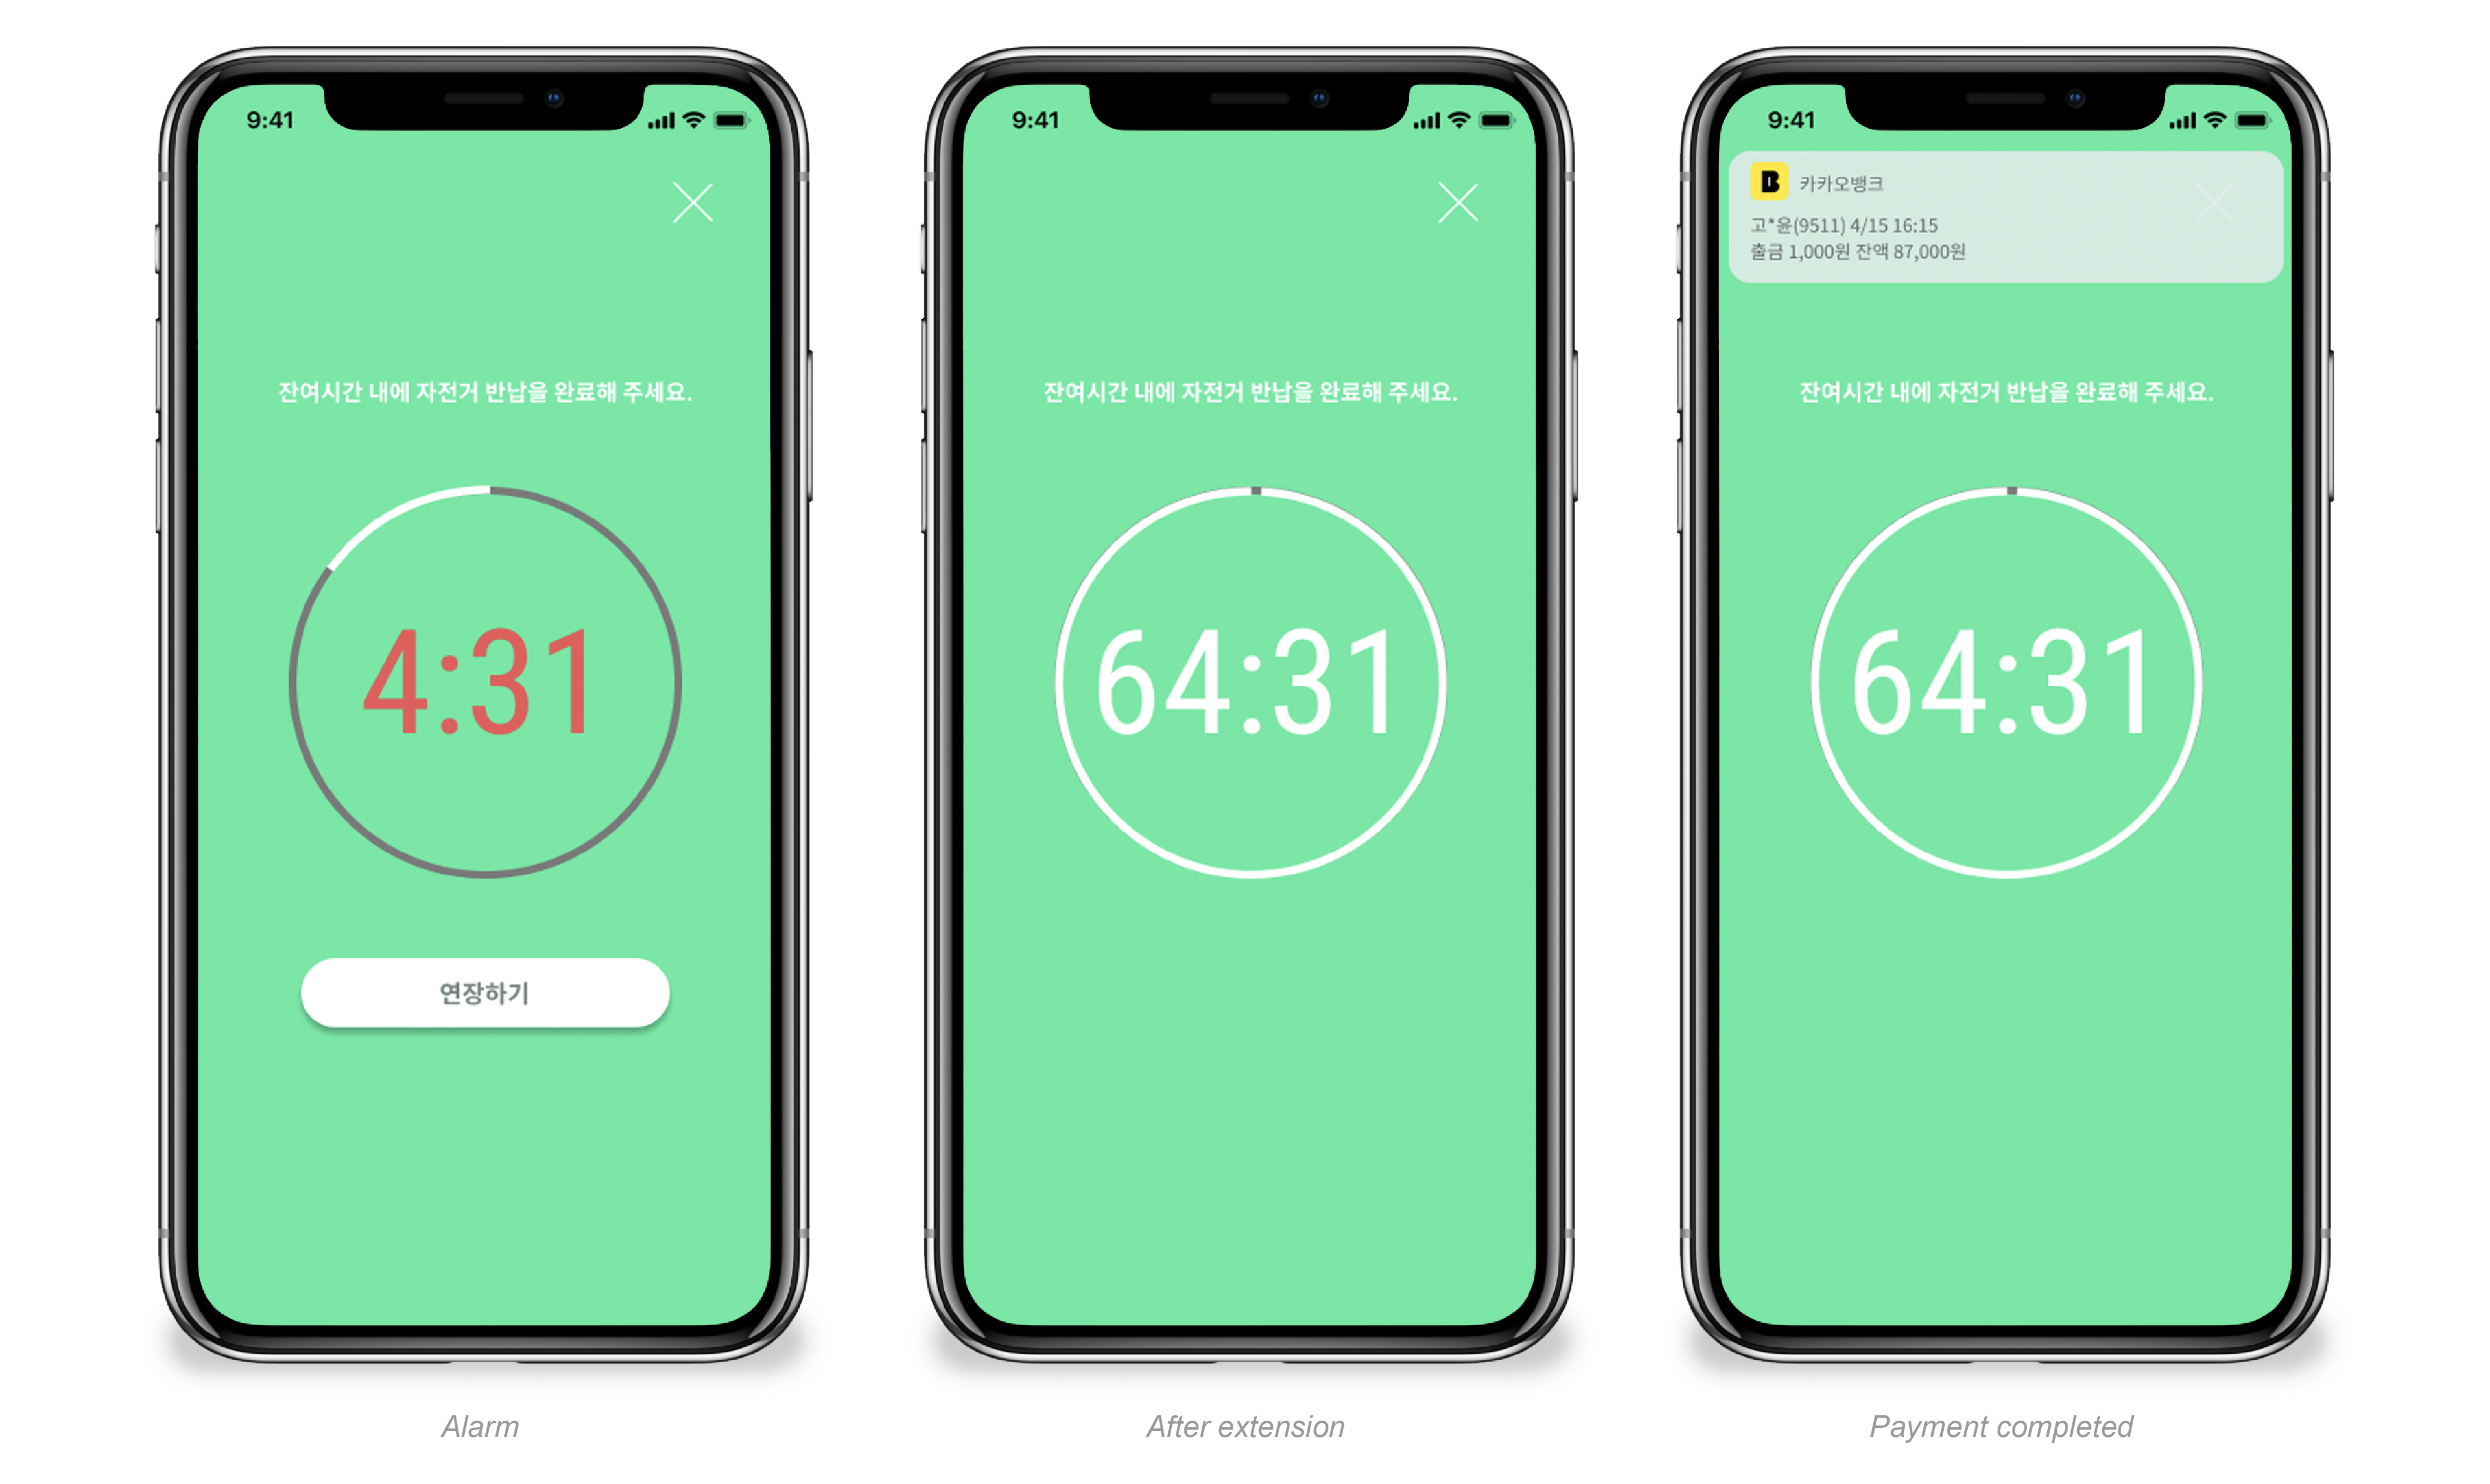 9:41
잔여시간 내에 자전거 반납을 완료해 주세요.
4:31
연장하기
Alarm
9:41
잔여시간 내에 자전거 반납을 완료해 주세요.
64:31
After extension
9:41
B 카카오뱅크
고*윤(9511) 4/15 16:15
출금 1,000원 잔액 87,000원
잔여시간 내에 자전거 반납을 완료해 주세요.
64:31
Payment completed